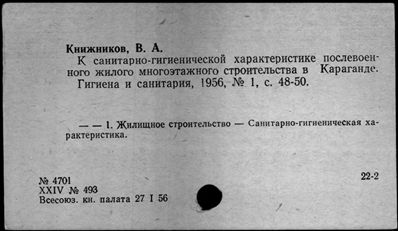 Книжников, В. А.
К санитарно-гигиенической характеристике послевоен-
ного жилого многоэтажного строительства в Караганде.
Гигиена и санитария, 1956, № 1, с. 48-50.
— — 1. Жилищное строительство — Санитарно-гигиеническая ха-
рактеристика.
№ 4701
22-2
XXIV № 493
Всесоюз. кн. палата 27 I 56